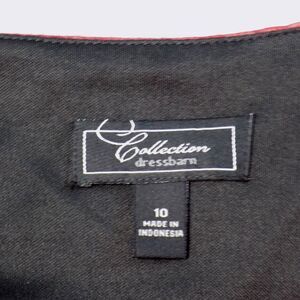 Collection
dressbarn
10
MADE IN
INDONESIA